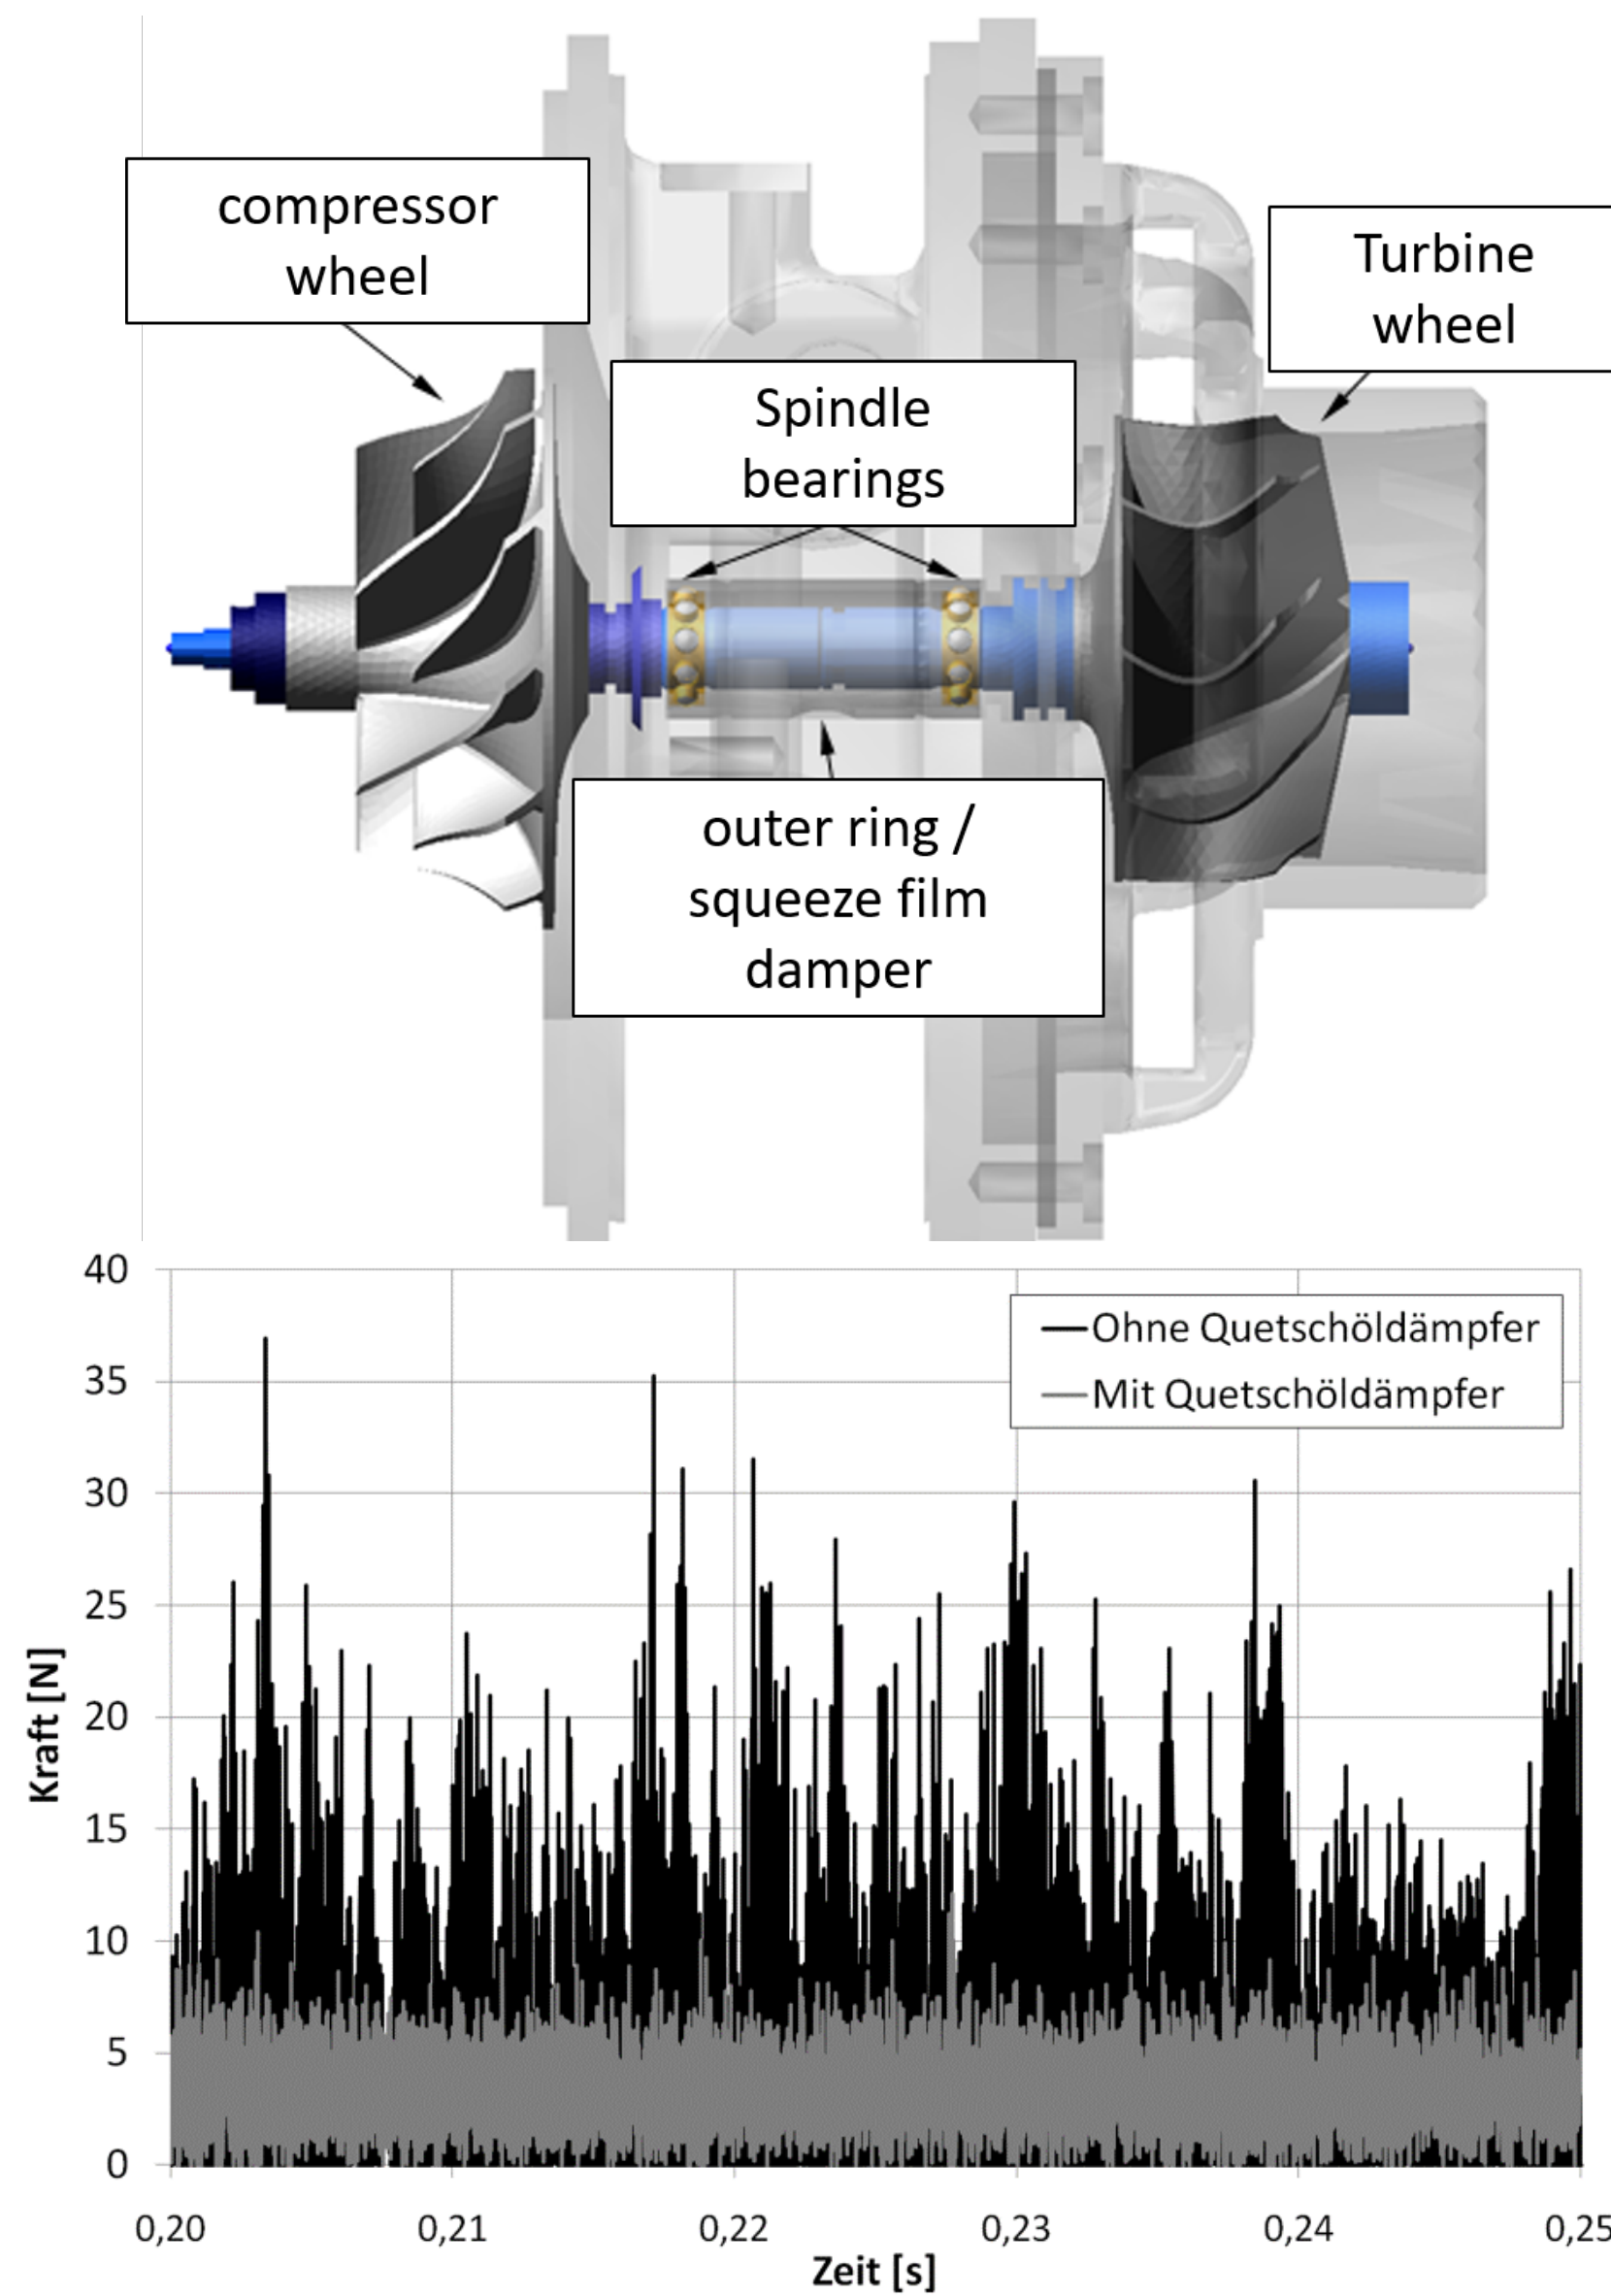 compressor
wheel
Turbine
wheel
Spindle
bearings
outer ring /
squeeze film
damper
40
35
30
25
20
15
10
5
0
Kraft [N]
Ohne Quetschöldämpfer
Mit Quetschöldämpfer
0,20
0,21
0,22
0,23
0,24
0,25
Zeit [s]